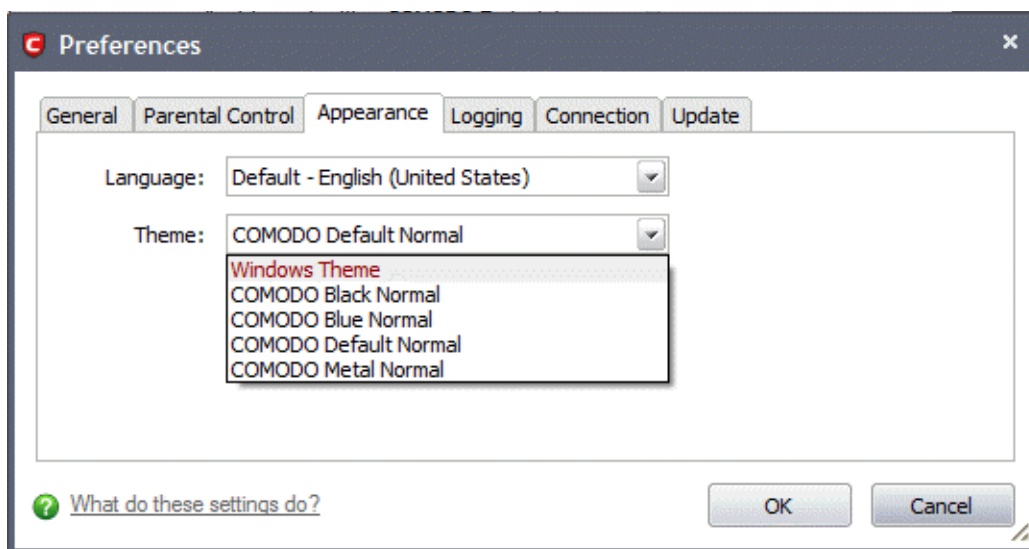 Preferences
General Parental Control Appearance Logging Connection Update
Language: Default - English (United States)
Theme: COMODO Default Normal
Windows Theme
COMODO Black Normal
COMODO Blue Normal
COMODO Default Normal
COMODO Metal Normal
What do these settings do?
OK Cancel